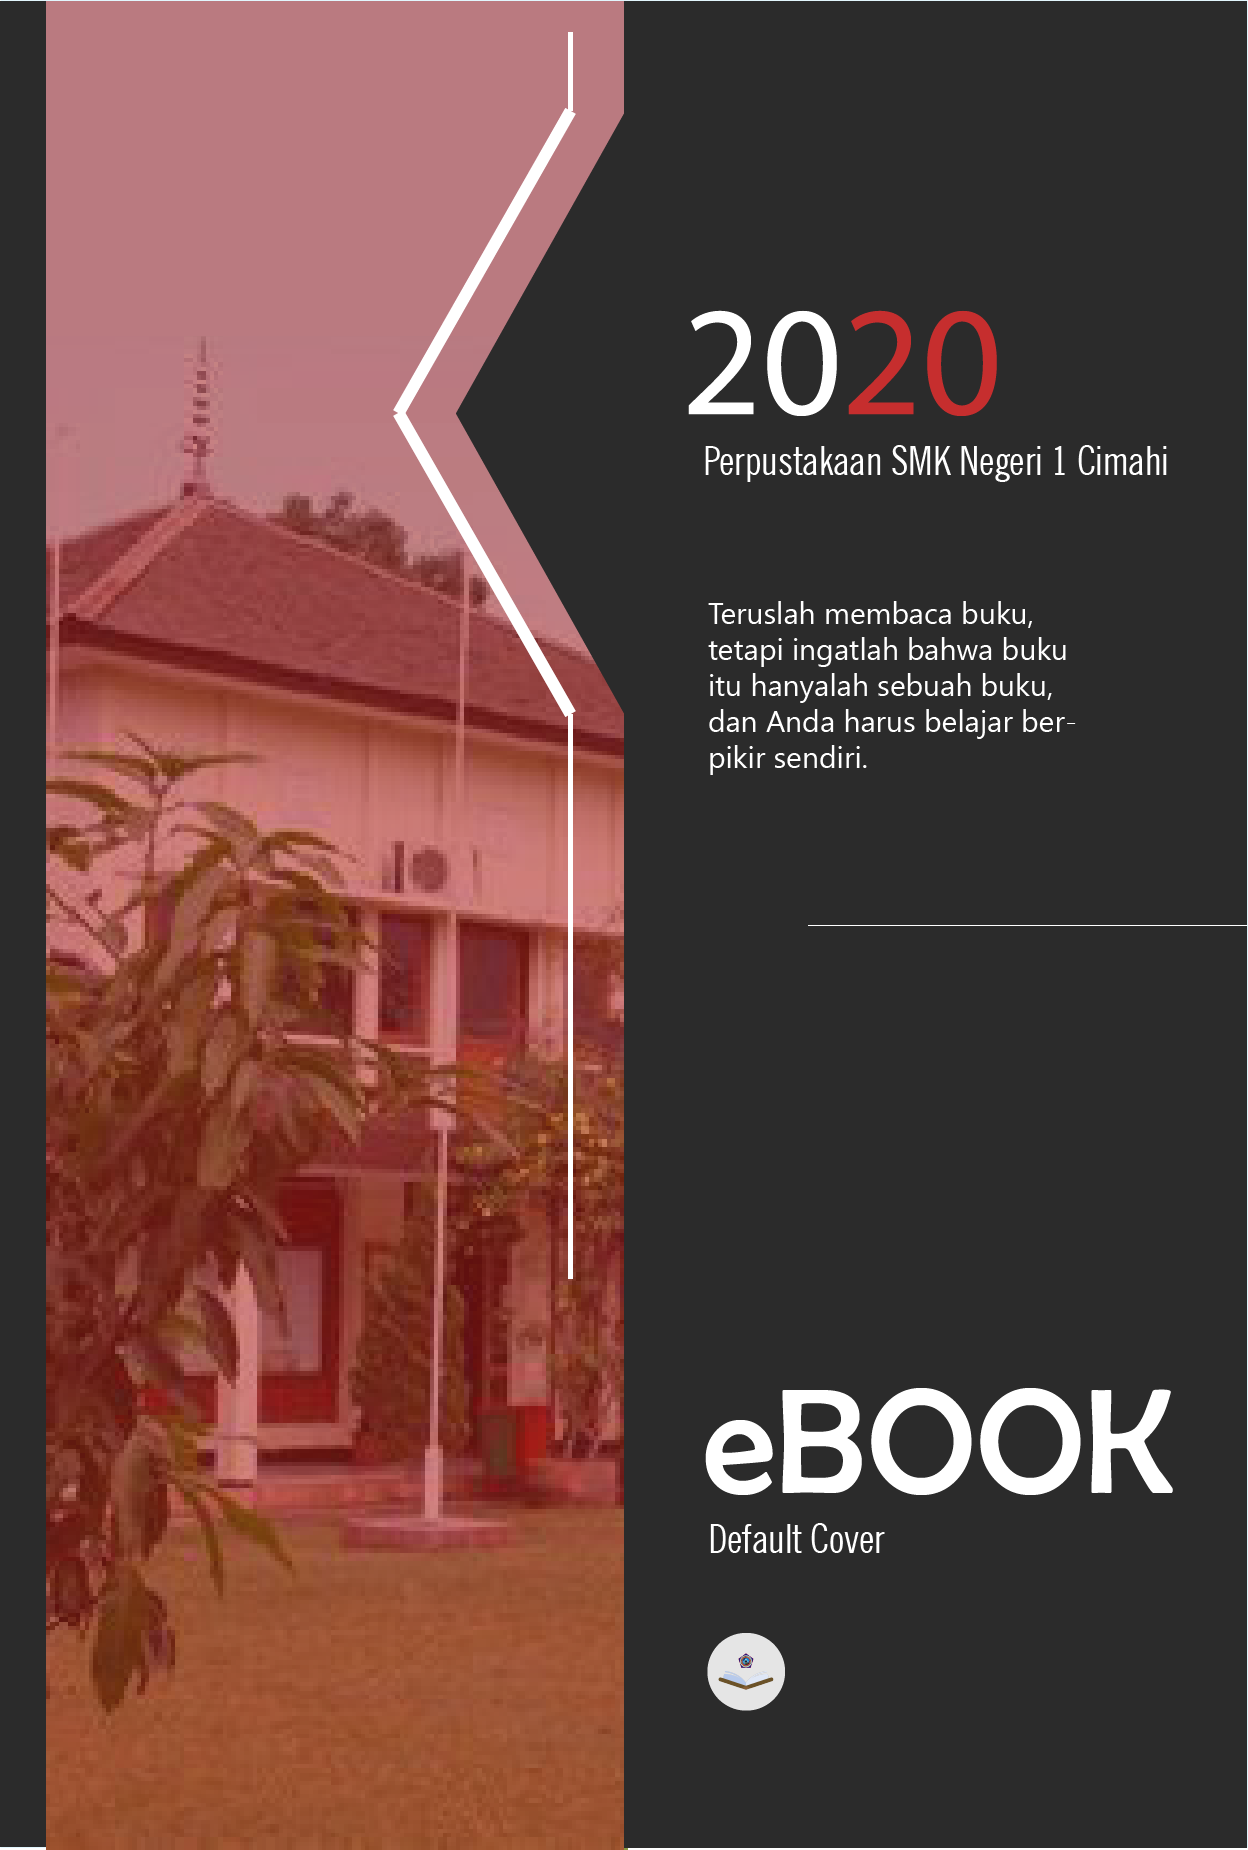 2020
Perpustakaan SMK Negeri 1 Cimahi
Teruslah membaca buku,
tetapi ingatlah bahwa buku
itu hanyalah sebuah buku,
dan Anda harus belajar ber-
pikir sendiri.
eBOOK
Default Cover